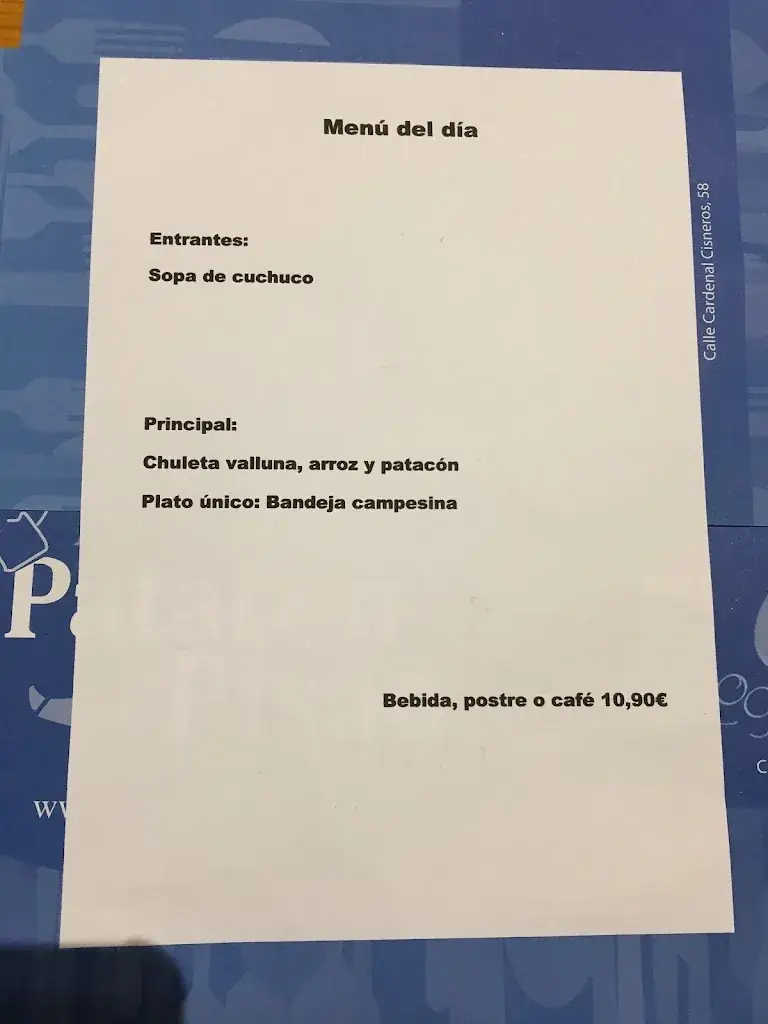 Menú del día
Entrantes:
Sopa de cuchuco
Principal:
Chuleta valluna, arroz y patacón
Plato único: Bandeja campesina
Bebida, postre o café 10,90€
Calle Cardenal Cisneros, 58